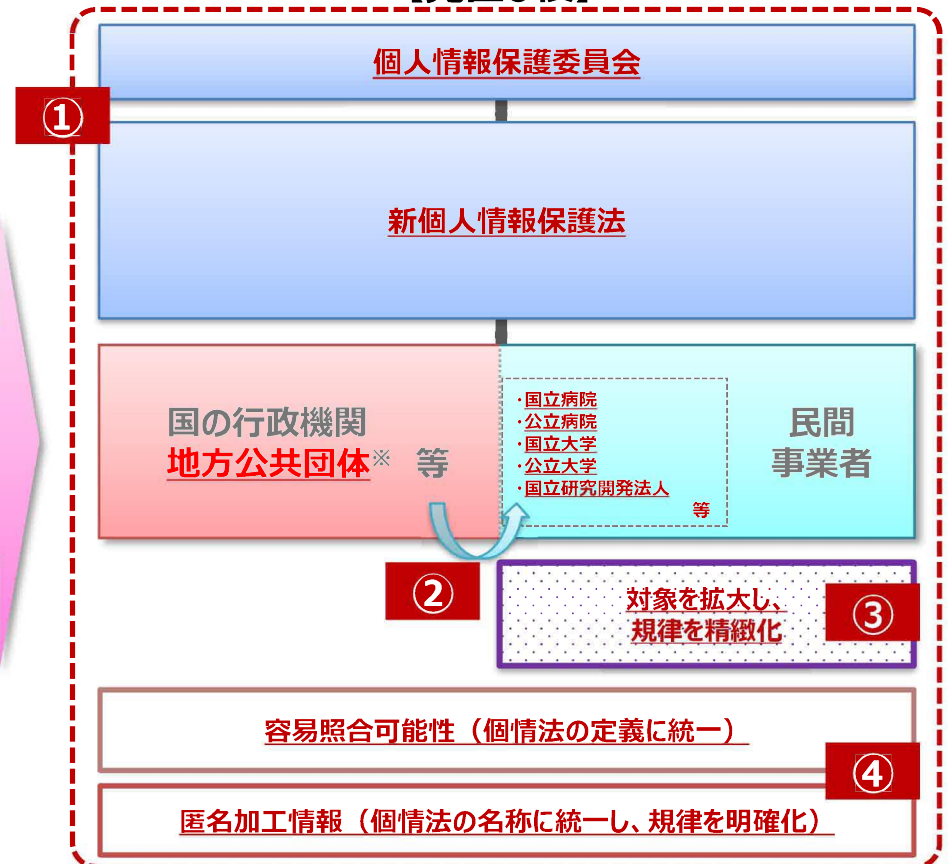 個人情報保護委員会
①
新個人情報保護法
国の行政機関
地方公共団体※ 等
・国立病院
・公立病院
・国立大学
・公立大学
・国立研究開発法人
等
民間
事業者
②
対象を拡大し、
規律を精緻化
③
容易照合可能性（個情法の定義に統一）
④
匿名加工情報（個情法の名称に統一し、規律を明確化）